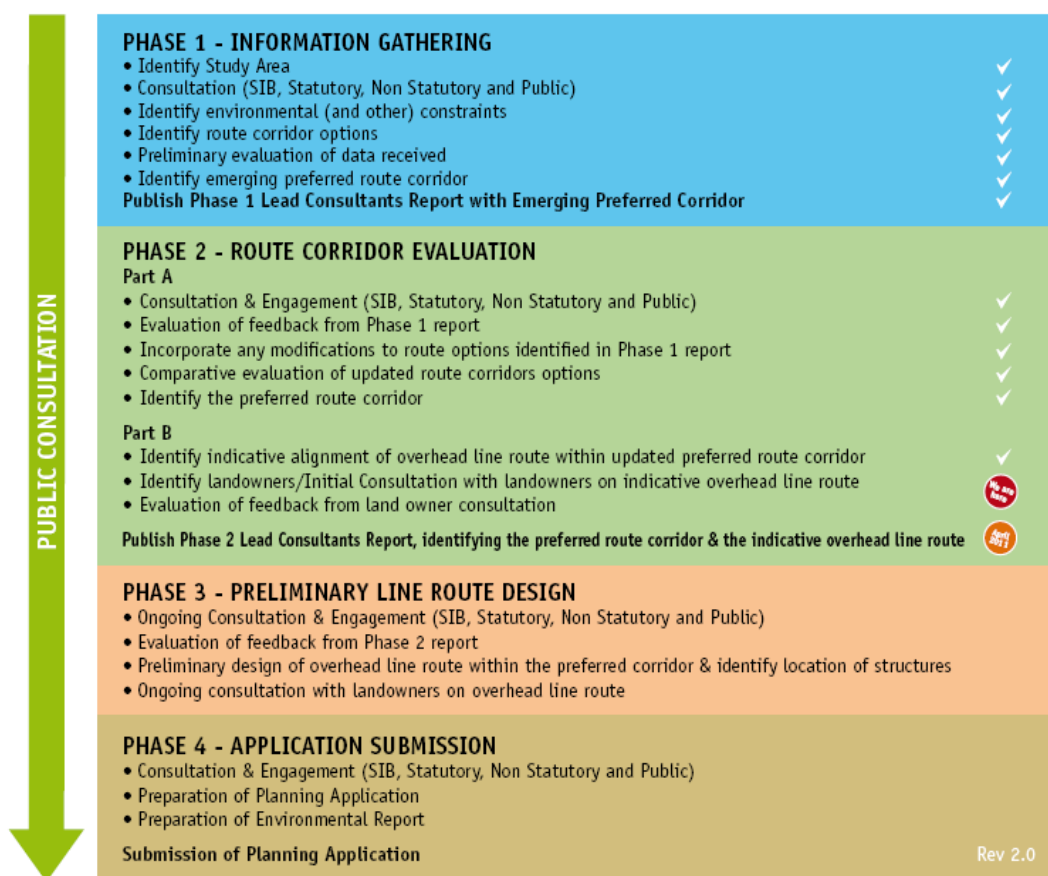 PUBLIC CONSULTATION
PHASE 1 - INFORMATION GATHERING
• Identify Study Area
• Consultation (SIB, Statutory, Non Statutory and Public)
• Identify environmental (and other) constraints
• Identify route corridor options
• Preliminary evaluation of data received
• Identify emerging preferred route corridor
Publish Phase 1 Lead Consultants Report with Emerging Preferred Corridor
PHASE 2 - ROUTE CORRIDOR EVALUATION
Part A
• Consultation & Engagement (SIB, Statutory, Non Statutory and Public)
• Evaluation of feedback from Phase 1 report
• Incorporate any modifications to route options identified in Phase 1 report
• Comparative evaluation of updated route corridors options
• Identify the preferred route corridor
Part B
• Identify indicative alignment of overhead line route within updated preferred route corridor
• Identify landowners/Initial Consultation with landowners on indicative overhead line route
We are
here
• Evaluation of feedback from land owner consultation
Publish Phase 2 Lead Consultants Report, identifying the preferred route corridor & the indicative overhead line route
April
2011
PHASE 3 - PRELIMINARY LINE ROUTE DESIGN
• Ongoing Consultation & Engagement (SIB, Statutory, Non Statutory and Public)
• Evaluation of feedback from Phase 2 report
• Preliminary design of overhead line route within the preferred corridor & identify location of structures
• Ongoing consultation with landowners on overhead line route
PHASE 4 - APPLICATION SUBMISSION
• Consultation & Engagement (SIB, Statutory, Non Statutory and Public)
• Preparation of Planning Application
• Preparation of Environmental Report
Submission of Planning Application
Rev 2.0